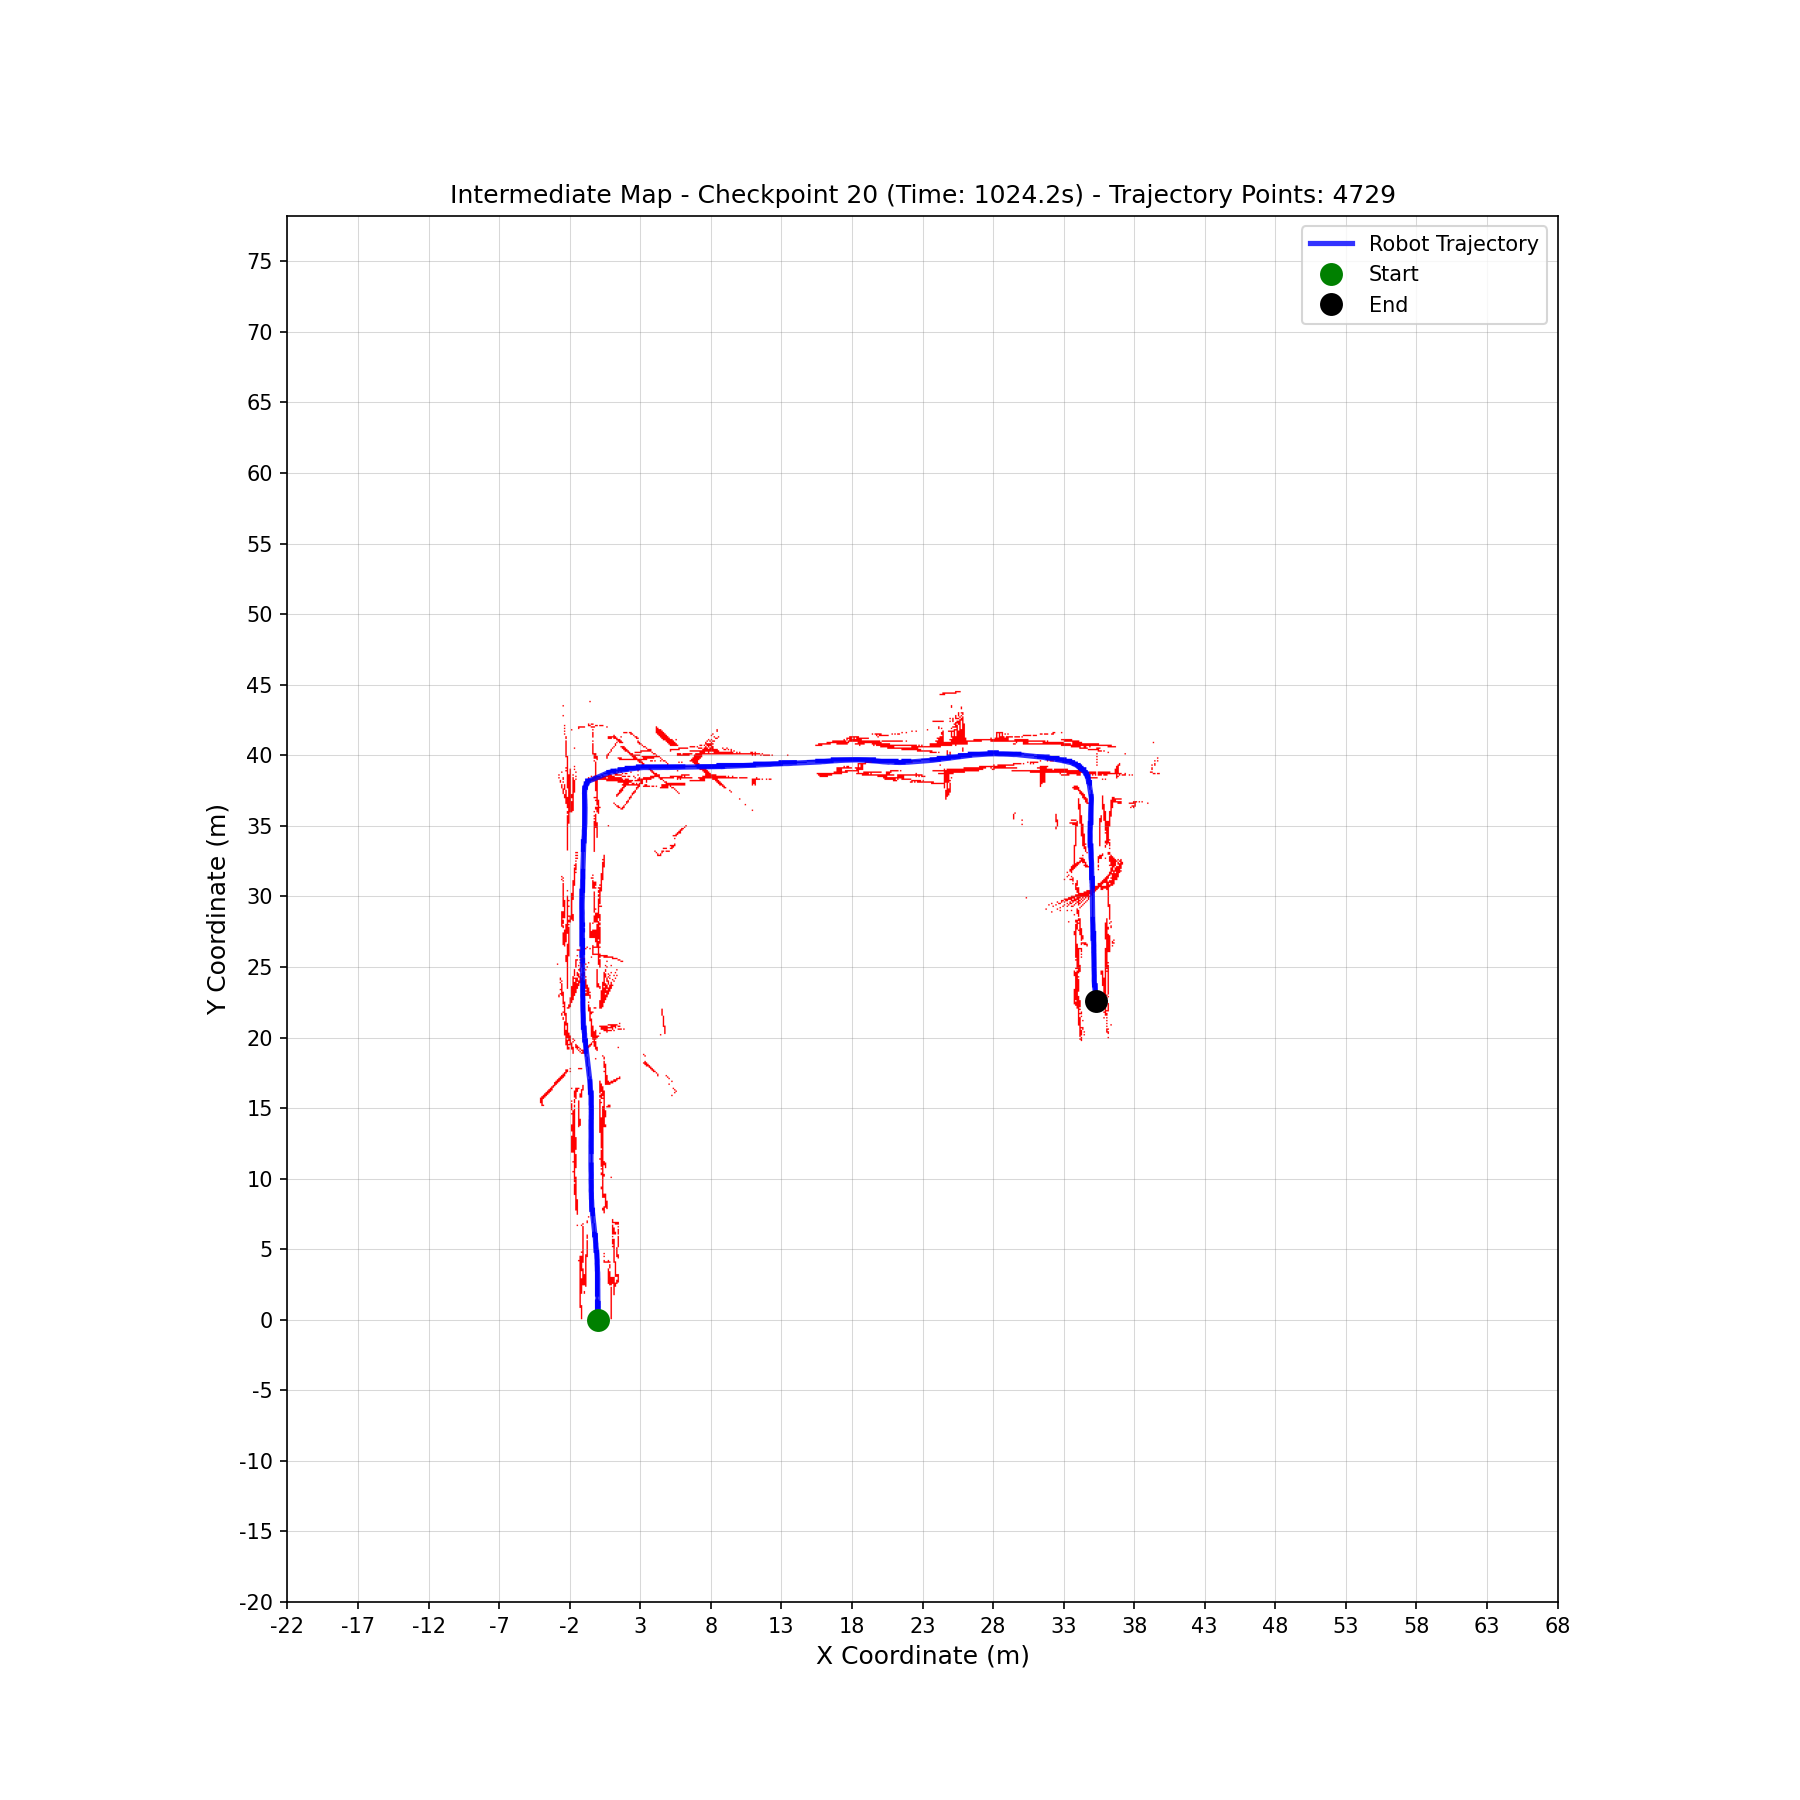 Intermediate Map - Checkpoint 20 (Time: 1024.2s) - Trajectory Points: 4729
Robot Trajectory
Start
End
75
70
65
60
55
50
45
40
35
30
25
20
15
10
5
0
-5
-10
-15
-20
Y Coordinate (m)
-22 -17 -12 -7 -2 3 8 13 18 23 28 33 38 43 48 53 58 63 68
X Coordinate (m)